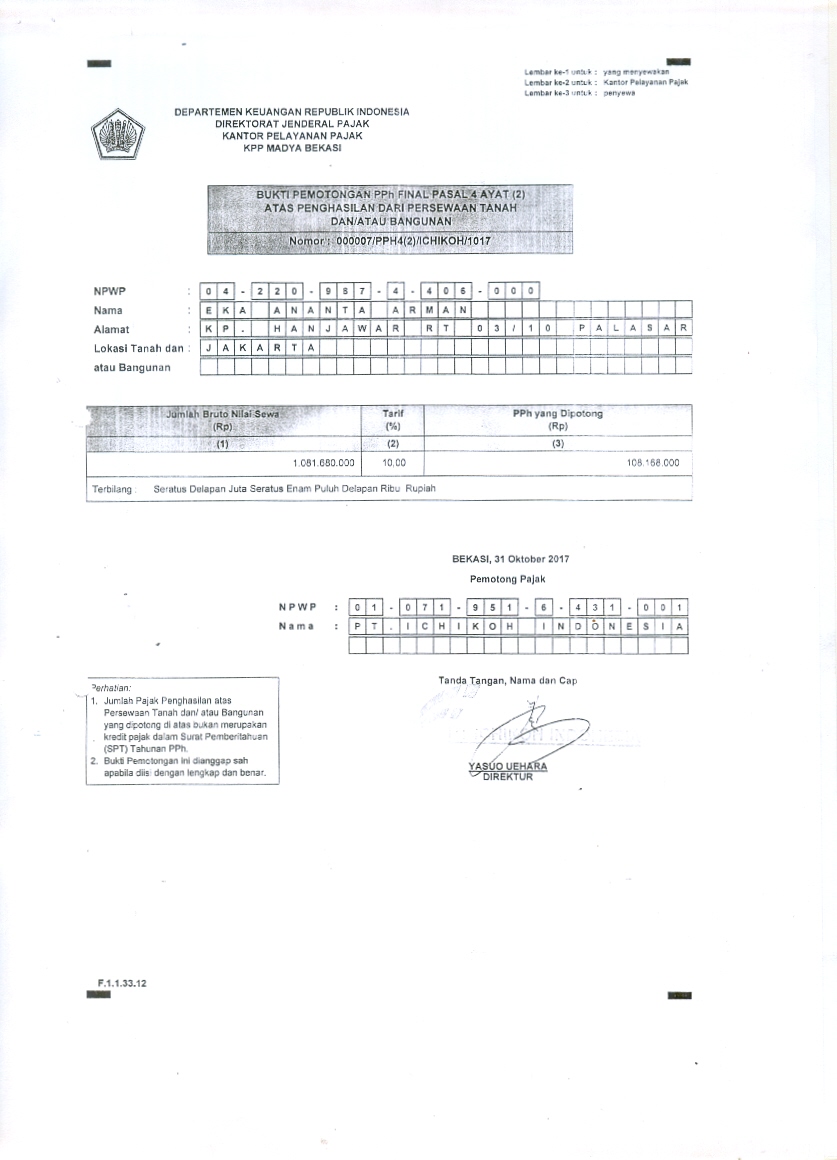 Lembar ke-1 untuk : yang menyewakan
Lembar ke-2 untuk : Kantor Pelayanan Pajak
Lembar ke-3 untuk : penyewa
DEPARTEMEN KEUANGAN REPUBLIK INDONESIA
DIREKTORAT JENDERAL PAJAK
KANTOR PELAYANAN PAJAK
KPP MADYA BEKASI
BUKTI PEMOTONGAN PPh FINAL PASAL 4 AYAT (2)
ATAS PENGHASILAN DARI PERSEWAAN TANAH
DAN/ATAU BANGUNAN
Nomor : 000007/PPH4(2)/ICHIKOH/1017
NPWP : 04-220-987-4-406-000
Nama : EKA ANANTA ARMAN
Alamat : KP. HANJAWAR RT 03/10 PALASAR
Lokasi Tanah dan : JAKARTA
atau Bangunan
Jumlah Bruto Nilai Sewa Tarif PPh yang Dipotong
(Rp) (%) (Rp)
(1) (2) (3)
1.081.680.000 10,00 108.168.000
Terbilang : Seratus Delapan Juta Seratus Enam Puluh Delapan Ribu Rupiah
BEKASI, 31 Oktober 2017
Pemotong Pajak
NPWP : 01-071-951-6-431-001
Nama : PT.ICHIKOH INDONESIA
Tanda Tangan, Nama dan Cap
Perhatian:
1. Jumlah Pajak Penghasilan atas
Persewaan Tanah dan/ atau Bangunan
yang dipotong di atas bukan merupakan
kredit pajak dalam Surat Pemberitahuan
(SPT) Tahunan PPh.
2. Bukti Pemotongan ini dianggap sah
apabila diisi dengan lengkap dan benar.
YASUO UEHARA
DIREKTUR
F.1.1.33.12